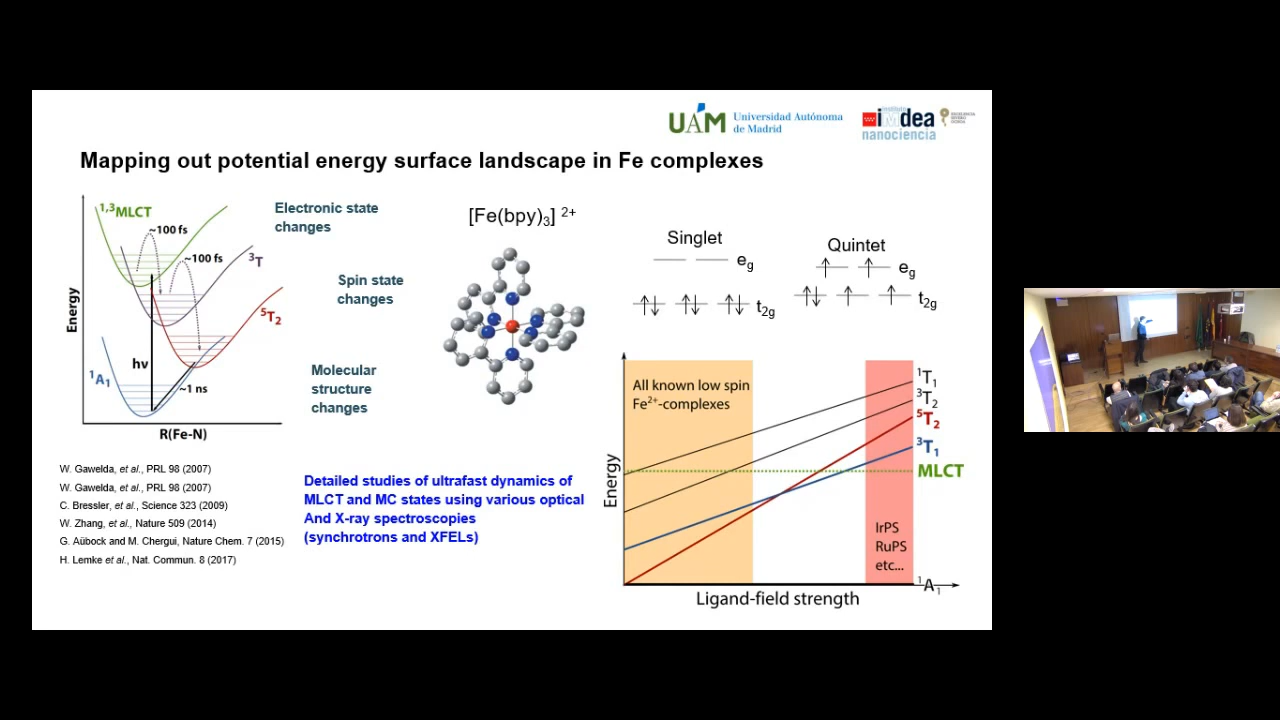 UAM Universidad Autónoma
de Madrid
instituto
imdea
nanociencia
EXCELENCIA
SEVERO
OCHOA
Mapping out potential energy surface landscape in Fe complexes
1,3MLCT
~100 fs
~100 fs
3T
5T2
1A1
hν
~1 ns
Energy
R(Fe-N)
Electronic state
changes
Spin state
changes
Molecular
structure
changes
[Fe(bpy)3] 2+
Singlet
eg
t2g
Quintet
eg
t2g
W. Gawelda, et al., PRL 98 (2007)
W. Gawelda, et al., PRL 98 (2007)
C. Bressler, et al., Science 323 (2009)
W. Zhang, et al., Nature 509 (2014)
G. Aübock and M. Chergui, Nature Chem. 7 (2015)
H. Lemke et al., Nat. Commun. 8 (2017)
Detailed studies of ultrafast dynamics of
MLCT and MC states using various optical
And X-ray spectroscopies
(synchrotrons and XFELs)
All known low spin
Fe2+-complexes
1T1
3T2
5T2
3T1
MLCT
IrPS
RuPS
etc...
1A1
Energy
Ligand-field strength